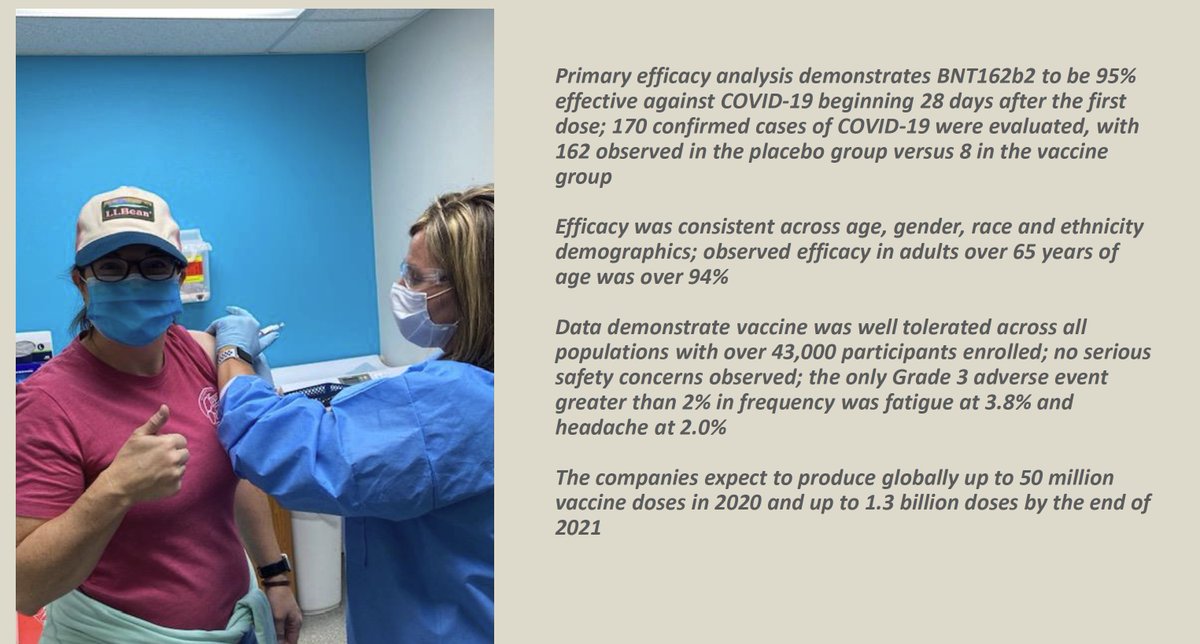 L.L.Bean
Primary efficacy analysis demonstrates BNT162b2 to be 95%
effective against COVID-19 beginning 28 days after the first
dose; 170 confirmed cases of COVID-19 were evaluated, with
162 observed in the placebo group versus 8 in the vaccine
group
Efficacy was consistent across age, gender, race and ethnicity
demographics; observed efficacy in adults over 65 years of
age was over 94%
Data demonstrate vaccine was well tolerated across all
populations with over 43,000 participants enrolled; no serious
safety concerns observed; the only Grade 3 adverse event
greater than 2% in frequency was fatigue at 3.8% and
headache at 2.0%
The companies expect to produce globally up to 50 million
vaccine doses in 2020 and up to 1.3 billion doses by the end of
2021